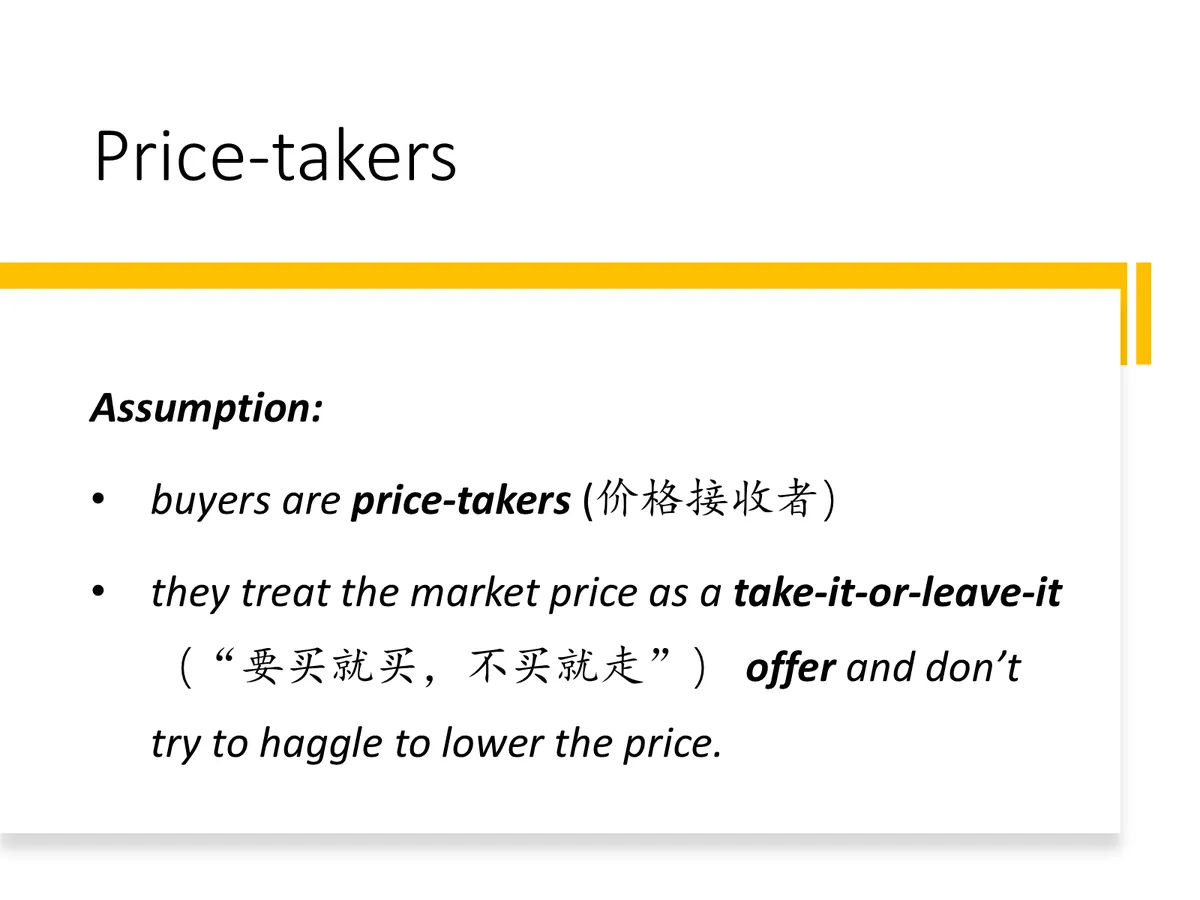 Price-takers
Assumption:
• buyers are price-takers (价格接收者)
• they treat the market price as a take-it-or-leave-it
（“要买就买，不买就走”） offer and don’t
try to haggle to lower the price.